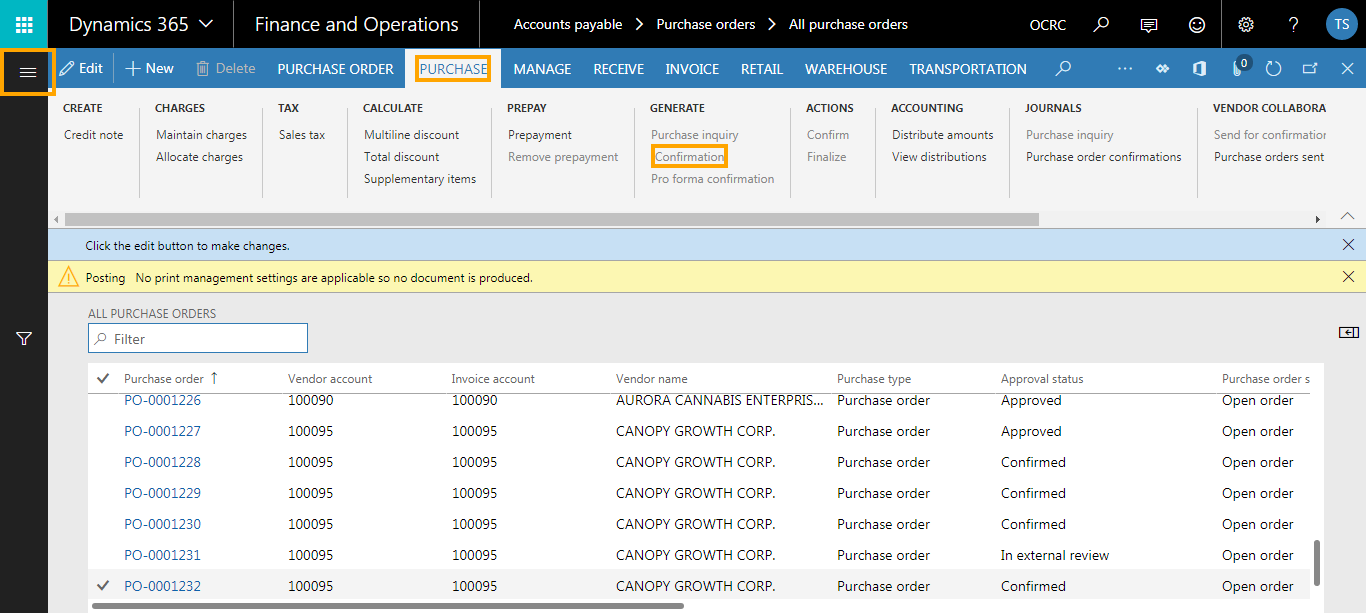 Dynamics 365 Finance and Operations Accounts payable Purchase orders All purchase orders OCRC ? TS
Edit New Delete PURCHASE ORDER PURCHASE MANAGE RECEIVE INVOICE RETAIL WAREHOUSE TRANSPORTATION ... 0
CREATE CHARGES TAX CALCULATE PREPAY GENERATE ACTIONS ACCOUNTING JOURNALS VENDOR COLLABORA
Credit note Maintain charges Sales tax Multiline discount Prepayment Purchase inquiry Confirm Distribute amounts Purchase inquiry Send for confirmation
Allocate charges Total discount Remove prepayment Confirmation Finalize View distributions Purchase order confirmations Purchase orders sent
Supplementary items Pro forma confirmation
Click the edit button to make changes.
Posting No print management settings are applicable so no document is produced.
ALL PURCHASE ORDERS
Filter
Purchase order Vendor account Invoice account Vendor name Purchase type Approval status Purchase order s
PO-0001226 100090 100090 AURORA CANNABIS ENTERPRIS... Purchase order Approved Open order
PO-0001227 100095 100095 CANOPY GROWTH CORP. Purchase order Approved Open order
PO-0001228 100095 100095 CANOPY GROWTH CORP. Purchase order Confirmed Open order
PO-0001229 100095 100095 CANOPY GROWTH CORP. Purchase order Confirmed Open order
PO-0001230 100095 100095 CANOPY GROWTH CORP. Purchase order Confirmed Open order
PO-0001231 100095 100095 CANOPY GROWTH CORP. Purchase order In external review Open order
PO-0001232 100095 100095 CANOPY GROWTH CORP. Purchase order Confirmed Open order